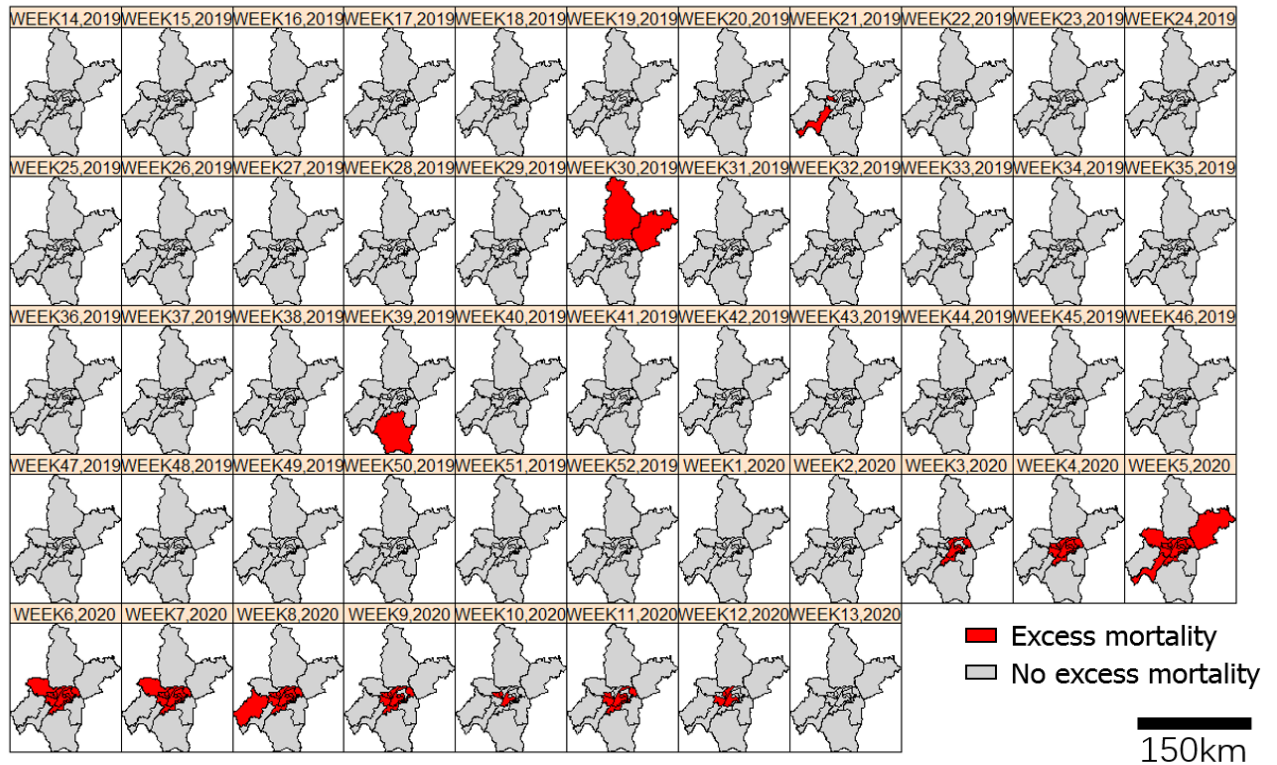 WEEK14,2019 WEEK15,2019 WEEK16,2019 WEEK17,2019 WEEK18,2019 WEEK19,2019 WEEK20,2019 WEEK21,2019 WEEK22,2019 WEEK23,2019 WEEK24,2019
WEEK25,2019 WEEK26,2019 WEEK27,2019 WEEK28,2019 WEEK29,2019 WEEK30,2019 WEEK31,2019 WEEK32,2019 WEEK33,2019 WEEK34,2019 WEEK35,2019
WEEK36,2019 WEEK37,2019 WEEK38,2019 WEEK39,2019 WEEK40,2019 WEEK41,2019 WEEK42,2019 WEEK43,2019 WEEK44,2019 WEEK45,2019 WEEK46,2019
WEEK47,2019 WEEK48,2019 WEEK49,2019 WEEK50,2019 WEEK51,2019 WEEK52,2019 WEEK1,2020 WEEK2,2020 WEEK3,2020 WEEK4,2020 WEEK5,2020
WEEK6,2020 WEEK7,2020 WEEK8,2020 WEEK9,2020 WEEK10,2020 WEEK11,2020 WEEK12,2020 WEEK13,2020
Excess mortality
No excess mortality
150km